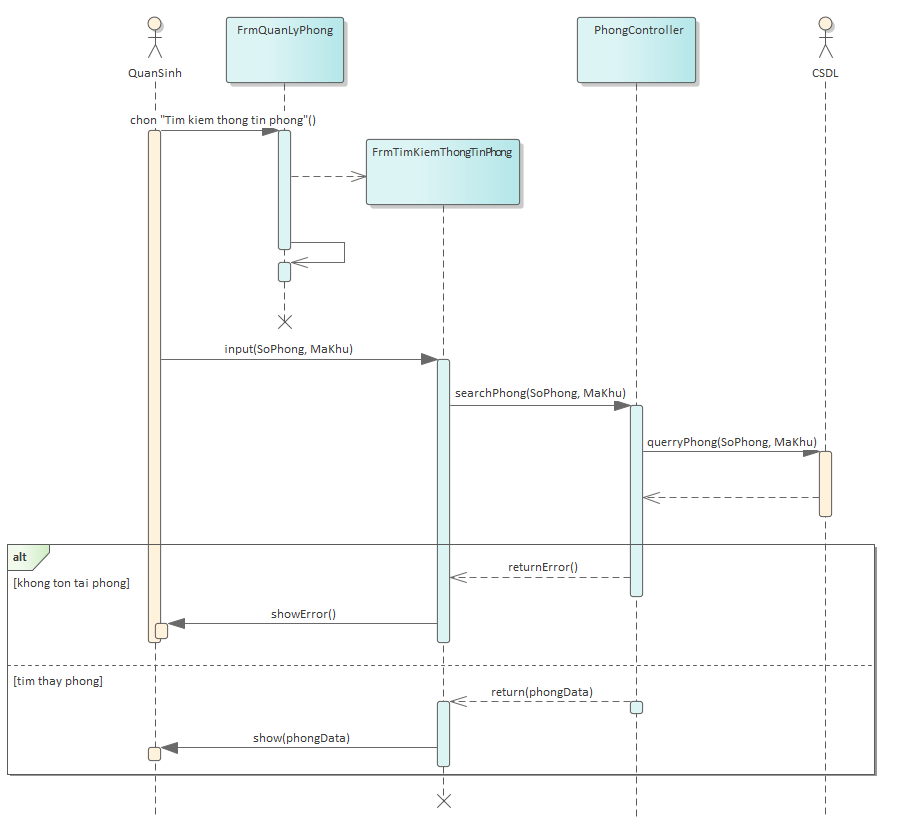 FrmQuanLyPhong
PhongController
QuanSinh
CSDL
chon "Tim kiem thong tin phong"()
FrmTimKiemThongTinPhong
input(SoPhong, MaKhu)
searchPhong(SoPhong, MaKhu)
querryPhong(SoPhong, MaKhu)
alt
returnError()
[khong ton tai phong]
showError()
[tim thay phong]
return(phongData)
show(phongData)